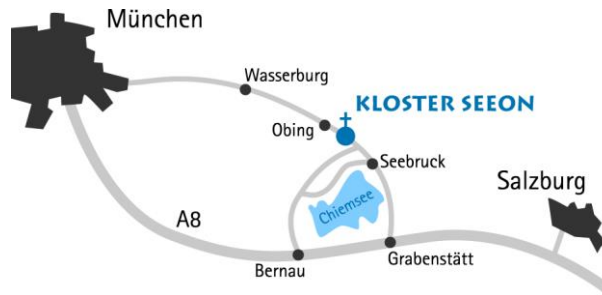 München
Wasserburg
KLOSTER SEEON
Obing
Seebruck
Salzburg
Chiemsee
A8
Grabenstätt
Bernau